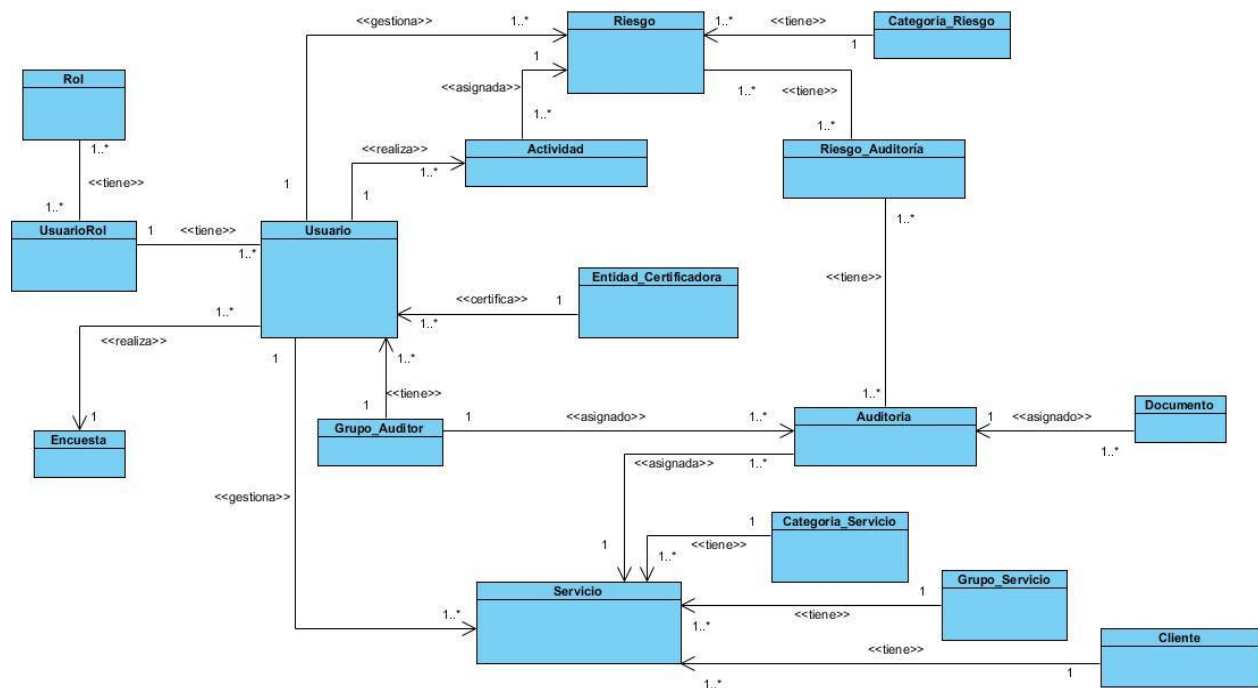 <<gestiona>>
1..*
Riesgo
1..*
<<tiene>>
Categoria_Riesgo
1
Rol
1
<<asignada>>
1..*
1..*
<<tiene>>
1..*
1..*
<<tiene>>
1..*
<<realiza>>
1..*
Actividad
Riesgo_Auditoría
1
1
1..*
UsuarioRol
1
<<tiene>>
1..*
Usuario
<<tiene>>
Entidad_Certificadora
<<certifica>>
1
1..*
1..*
<<realiza>>
1
1..*
<<tiene>>
1
Grupo_Auditor
1
<<asignado>>
1..*
1..*
Auditoría
1
<<asignado>>
Documento
1..*
1
Encuesta
<<asignada>>
1..*
<<gestiona>>
1
Categoria_Servicio
1
1..*
<<tiene>>
Servicio
Grupo_Servicio
1
<<tiene>>
1..*
1..*
Cliente
<<tiene>>
1
1..*